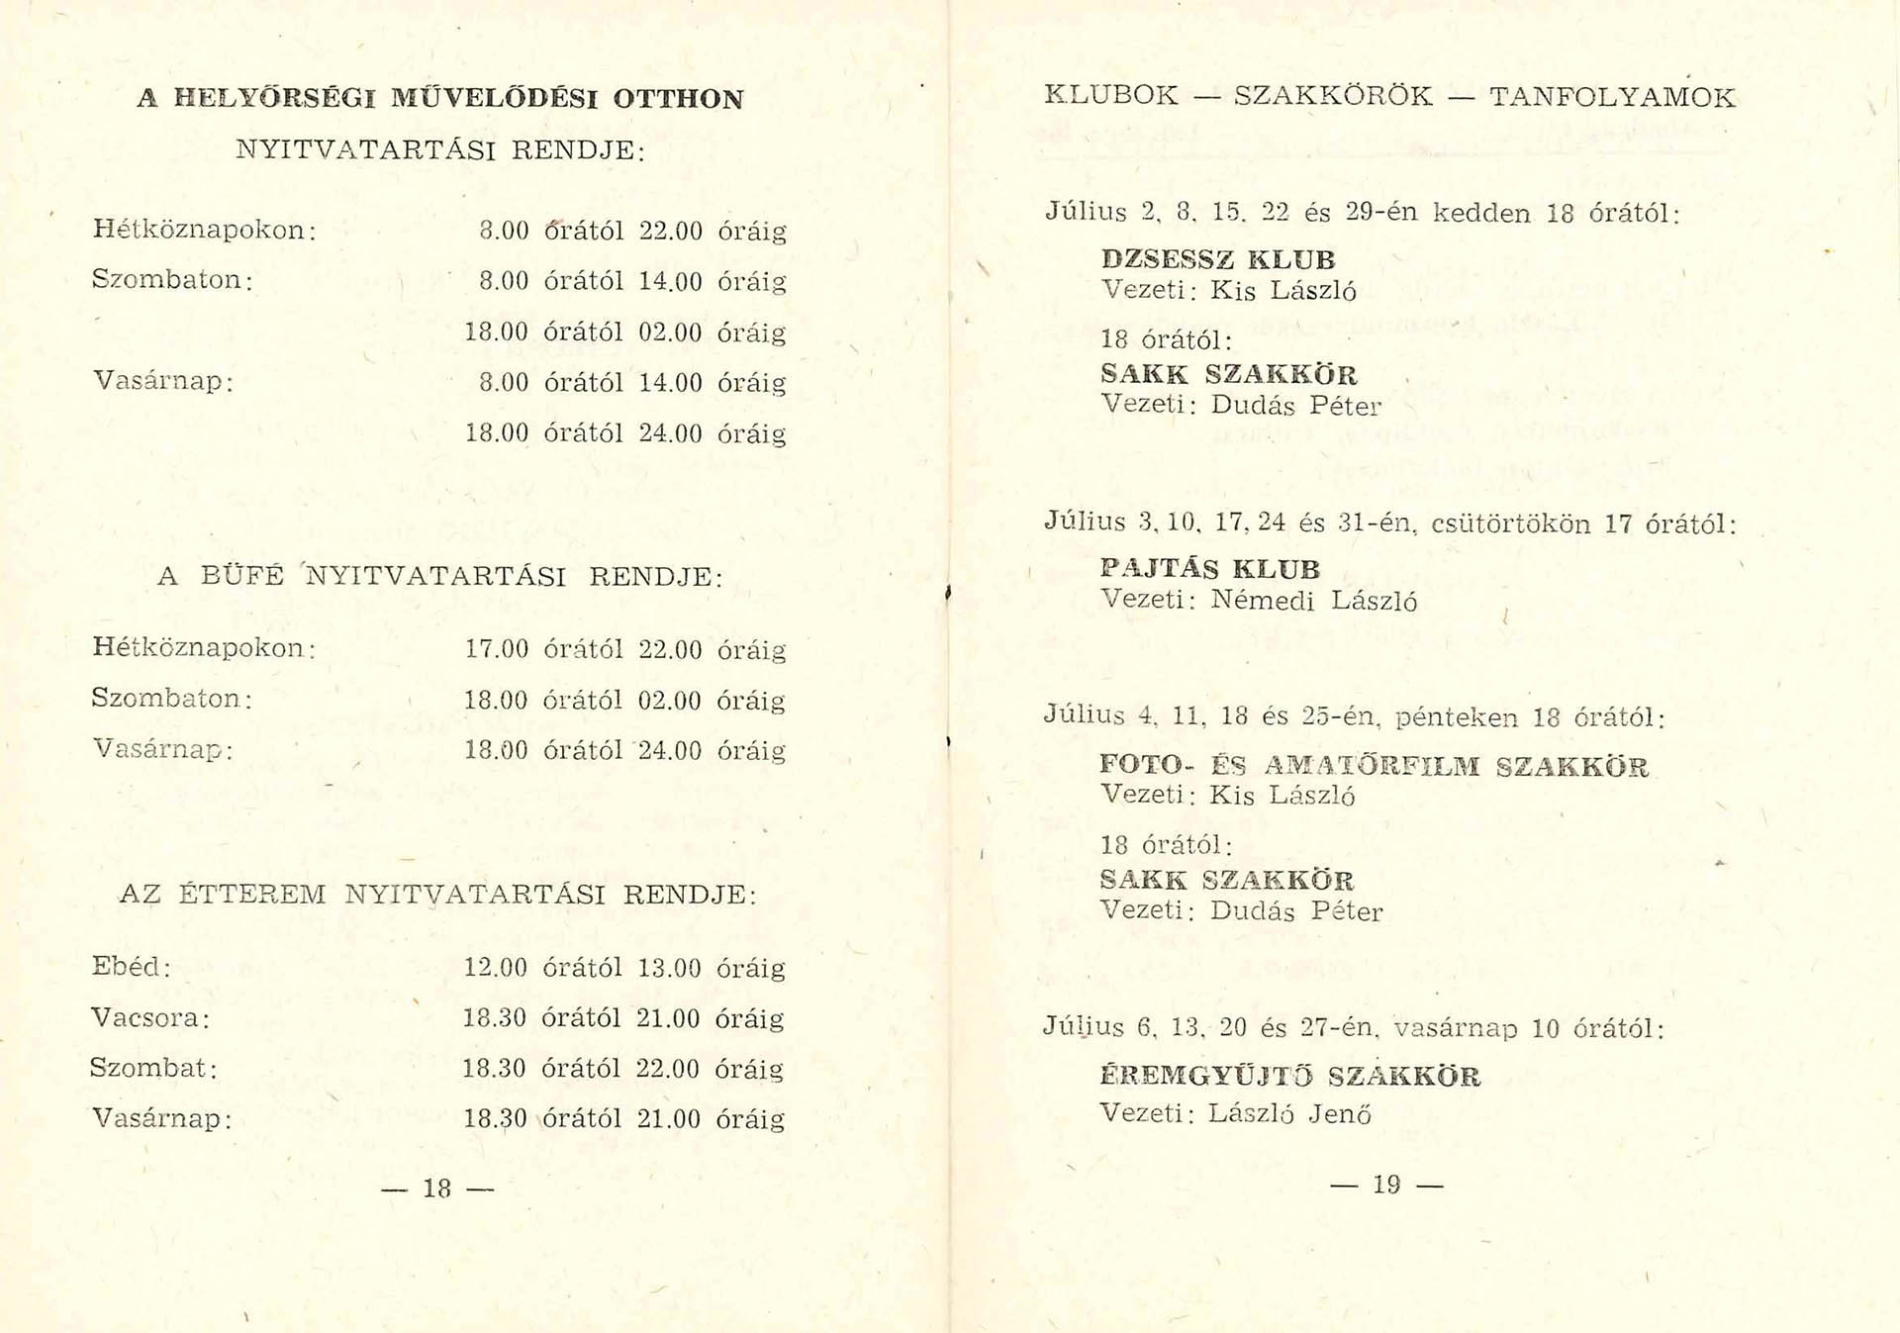 A HELYŐRSÉGI MŰVELŐDÉSI OTTHON
NYITVATARTÁSI RENDJE:
Hétköznapokon: 8.00 órától 22.00 óráig
Szombaton: 8.00 órától 14.00 óráig
18.00 órától 02.00 óráig
Vasárnap: 8.00 órától 14.00 óráig
18.00 órától 24.00 óráig
A BÜFÉ NYITVATARTÁSI RENDJE:
Hétköznapokon: 17.00 órától 22.00 óráig
Szombaton: 18.00 órától 02.00 óráig
Vasárnap: 18.00 órától 24.00 óráig
AZ ÉTTEREM NYITVATARTÁSI RENDJE:
Ebéd: 12.00 órától 13.00 óráig
Vacsora: 18.30 órától 21.00 óráig
Szombat: 18.30 órától 22.00 óráig
Vasárnap: 18.30 órától 21.00 óráig
— 18 —
KLUBOK — SZAKKÖRÖK — TANFOLYAMOK
Július 2, 8, 15, 22 és 29-én kedden 18 órától:
DZSESSZ KLUB
Vezeti: Kis László
18 órától:
SAKK SZAKKÖR
Vezeti: Dudás Péter
Július 3, 10, 17, 24 és 31-én, csütörtökön 17 órától:
PAJTÁS KLUB
Vezeti: Némedi László
Július 4, 11, 18 és 25-én, pénteken 18 órától:
FOTO- ÉS AMATŐRFILM SZAKKÖR
Vezeti: Kis László
18 órától:
SAKK SZAKKÖR
Vezeti: Dudás Péter
Július 6, 13, 20 és 27-én, vasárnap 10 órától:
ÉREMGYŰJTŐ SZAKKÖR
Vezeti: László Jenő
— 19 —